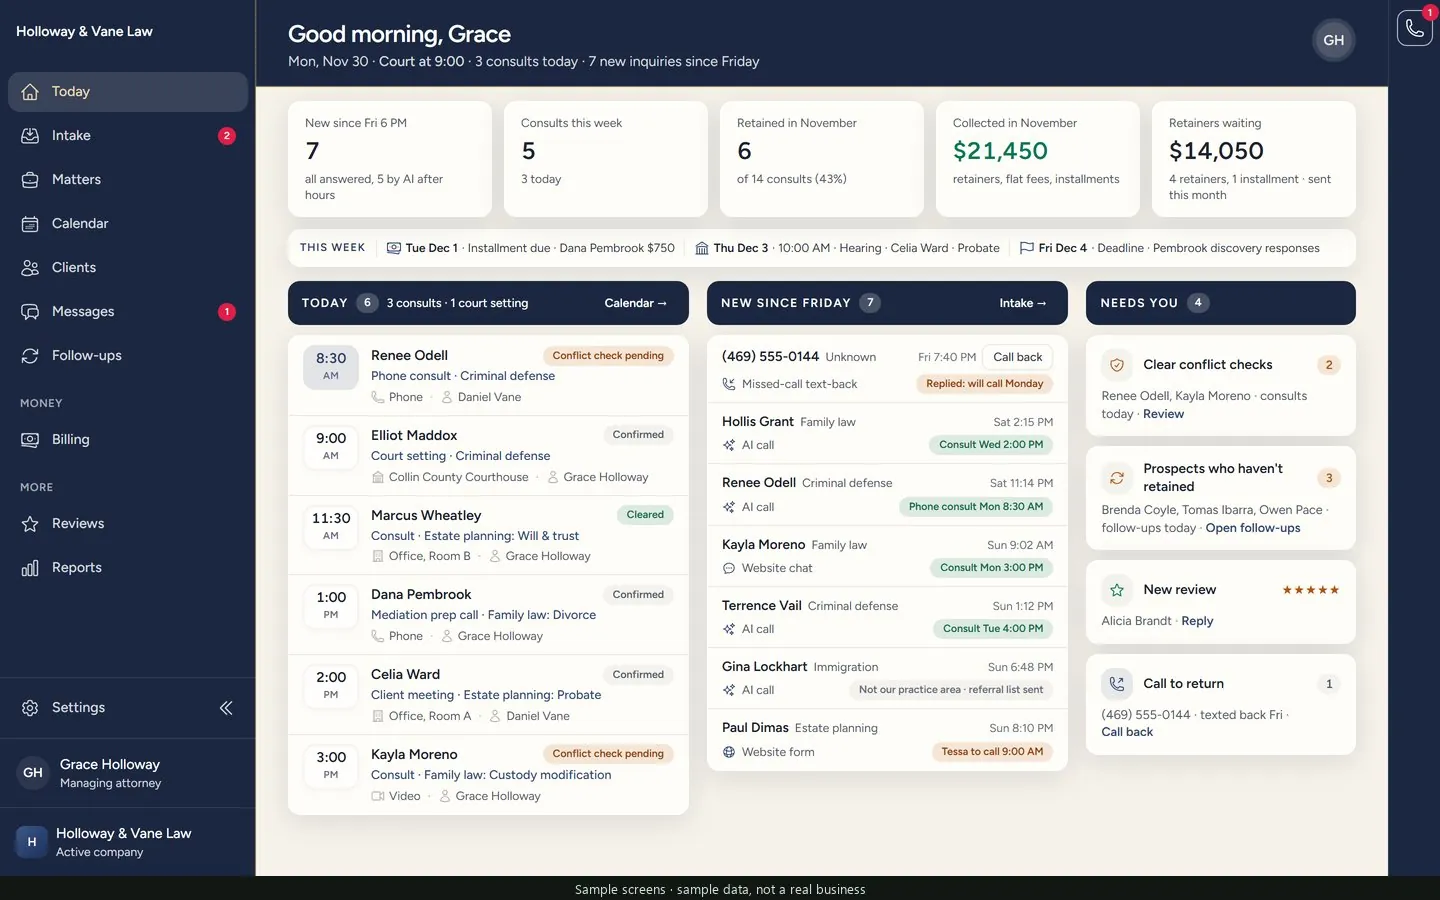 Holloway & Vane Law
Today
Intake 2
Matters
Calendar
Clients
Messages 1
Follow-ups
MONEY
Billing
MORE
Reviews
Reports
Settings
GH Grace Holloway
Managing attorney
H Holloway & Vane Law
Active company
Good morning, Grace
Mon, Nov 30 · Court at 9:00 · 3 consults today · 7 new inquiries since Friday
GH
1
New since Fri 6 PM
7
all answered, 5 by AI after
hours
Consults this week
5
3 today
Retained in November
6
of 14 consults (43%)
Collected in November
$21,450
retainers, flat fees, installments
Retainers waiting
$14,050
4 retainers, 1 installment · sent
this month
THIS WEEK Tue Dec 1 · Installment due · Dana Pembrook $750 Thu Dec 3 · 10:00 AM · Hearing · Celia Ward · Probate Fri Dec 4 · Deadline · Pembrook discovery responses
TODAY 6 3 consults · 1 court setting Calendar →
8:30 AM
Renee Odell Conflict check pending
Phone consult · Criminal defense
Phone · Daniel Vane
9:00 AM
Elliot Maddox Confirmed
Court setting · Criminal defense
Collin County Courthouse · Grace Holloway
11:30 AM
Marcus Wheatley Cleared
Consult · Estate planning: Will & trust
Office, Room B · Grace Holloway
1:00 PM
Dana Pembrook Confirmed
Mediation prep call · Family law: Divorce
Phone · Grace Holloway
2:00 PM
Celia Ward Confirmed
Client meeting · Estate planning: Probate
Office, Room A · Daniel Vane
3:00 PM
Kayla Moreno Conflict check pending
Consult · Family law: Custody modification
Video · Grace Holloway
NEW SINCE FRIDAY 7 Intake →
(469) 555-0144 Unknown Fri 7:40 PM Call back
Missed-call text-back Replied: will call Monday
Hollis Grant Family law Sat 2:15 PM
AI call Consult Wed 2:00 PM
Renee Odell Criminal defense Sat 11:14 PM
AI call Phone consult Mon 8:30 AM
Kayla Moreno Family law Sun 9:02 AM
Website chat Consult Mon 3:00 PM
Terrence Vail Criminal defense Sun 1:12 PM
AI call Consult Tue 4:00 PM
Gina Lockhart Immigration Sun 6:48 PM
AI call Not our practice area · referral list sent
Paul Dimas Estate planning Sun 8:10 PM
Website form Tessa to call 9:00 AM
NEEDS YOU 4
Clear conflict checks 2
Renee Odell, Kayla Moreno · consults
today · Review
Prospects who haven't
retained 3
Brenda Coyle, Tomas Ibarra, Owen Pace ·
follow-ups today · Open follow-ups
New review ★★★★★
Alicia Brandt · Reply
Call to return 1
(469) 555-0144 · texted back Fri ·
Call back
Sample screens · sample data, not a real business